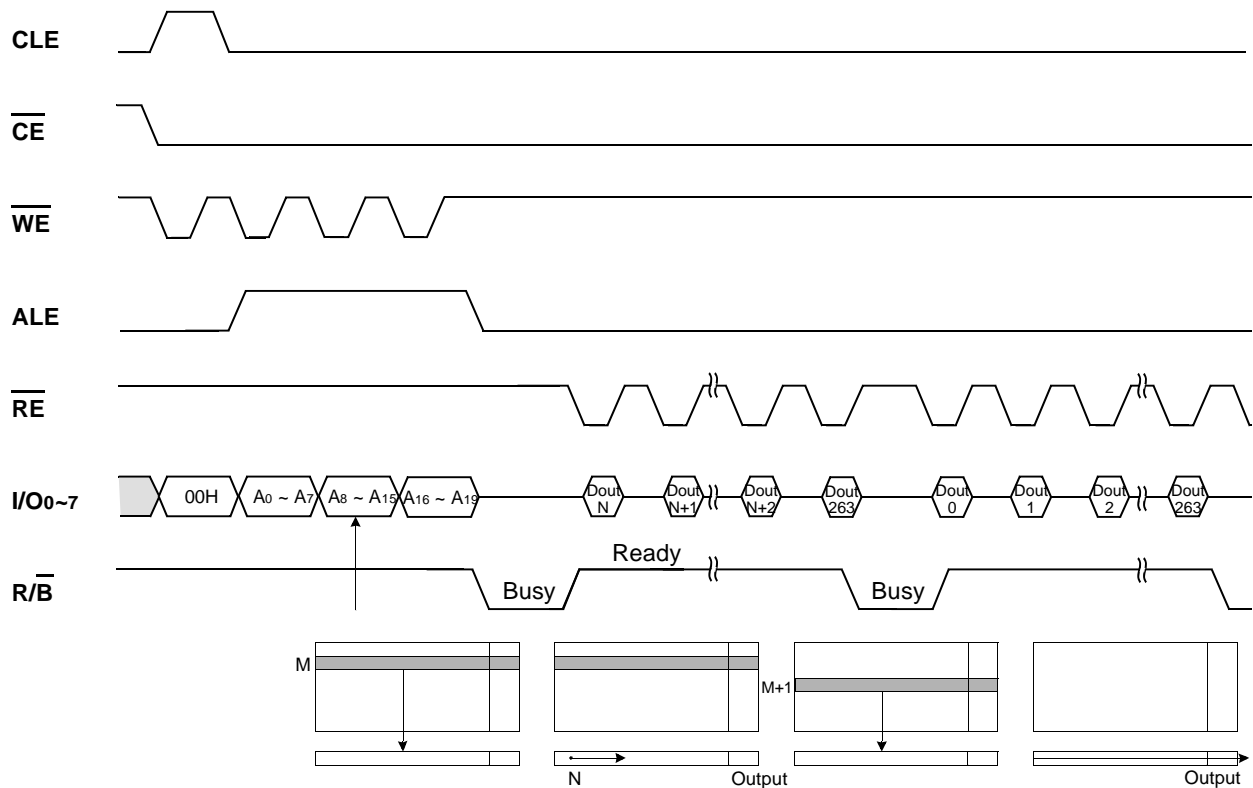 CLE
CE
WE
ALE
RE
I/O0~7
00H
A0 ~ A7
A8 ~ A15
A16 ~ A19
Dout
N
Dout
N+1
Dout
N+2
Dout
263
Dout
0
Dout
1
Dout
2
Dout
263
R/B
Busy
Ready
Busy
M
M+1
N
Output
Output